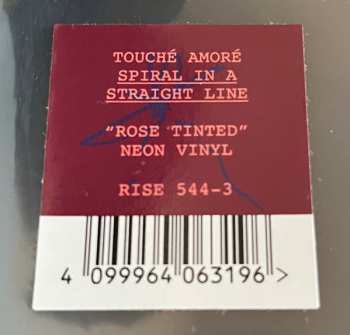 TOUCHÉ AMORÉ
SPIRAL IN A
STRAIGHT LINE
“ROSE TINTED”
NEON VINYL
RISE 544-3
4 099964 063196 >